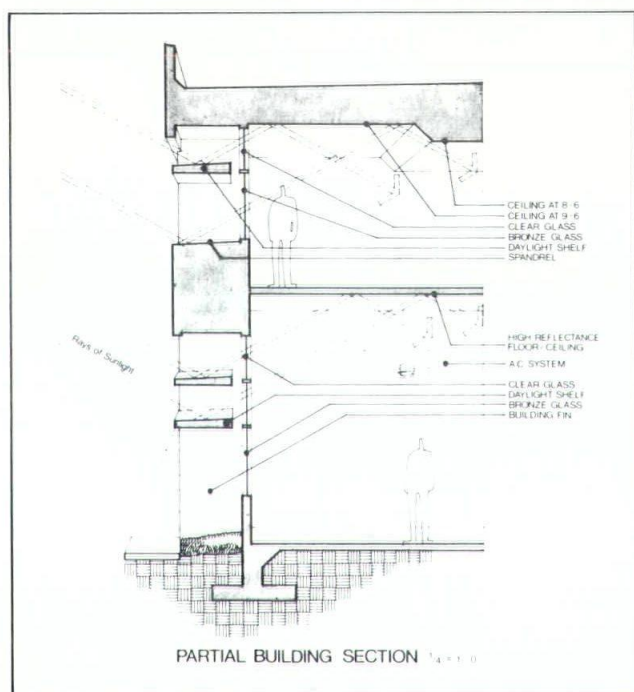 CEILING AT 8-6
CEILING AT 9-6
CLEAR GLASS
BRONZE GLASS
DAYLIGHT SHELF
SPANDREL
Rays of Sunlight
HIGH REFLECTANCE
FLOOR-CEILING
A.C. SYSTEM
CLEAR GLASS
DAYLIGHT SHELF
BRONZE GLASS
BUILDING FIN
PARTIAL BUILDING SECTION